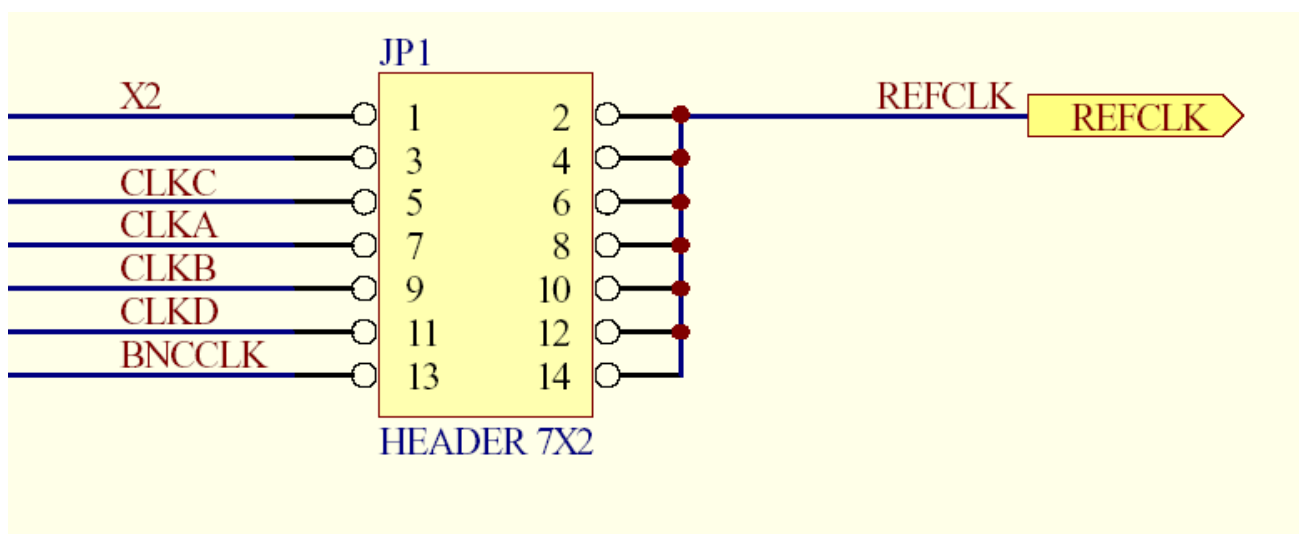 JP1
X2
1 2
REFCLK
REFCLK
3 4
CLKC
5 6
CLKA
7 8
CLKB
9 10
CLKD
11 12
BNCCLK
13 14
HEADER 7X2